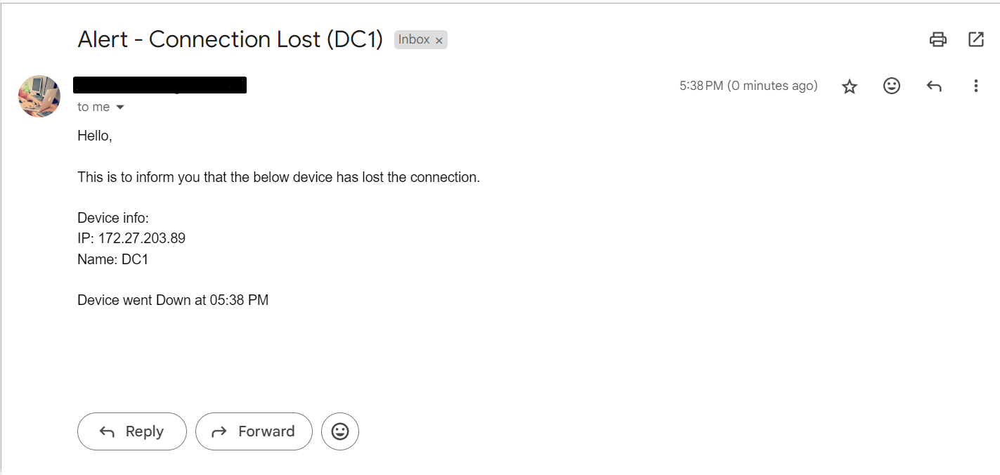 Alert - Connection Lost (DC1) Inbox ×
5:38 PM (0 minutes ago)
to me
Hello,
This is to inform you that the below device has lost the connection.
Device info:
IP: 172.27.203.89
Name: DC1
Device went Down at 05:38 PM
Reply Forward